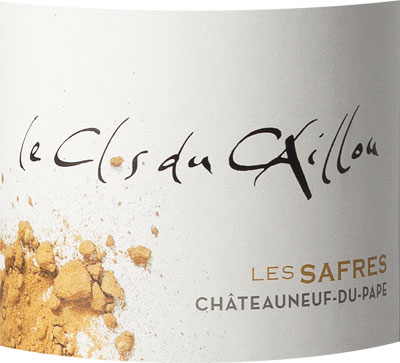 le Clos du Caillou
LES SAFRES
CHÂTEAUNEUF-DU-PAPE